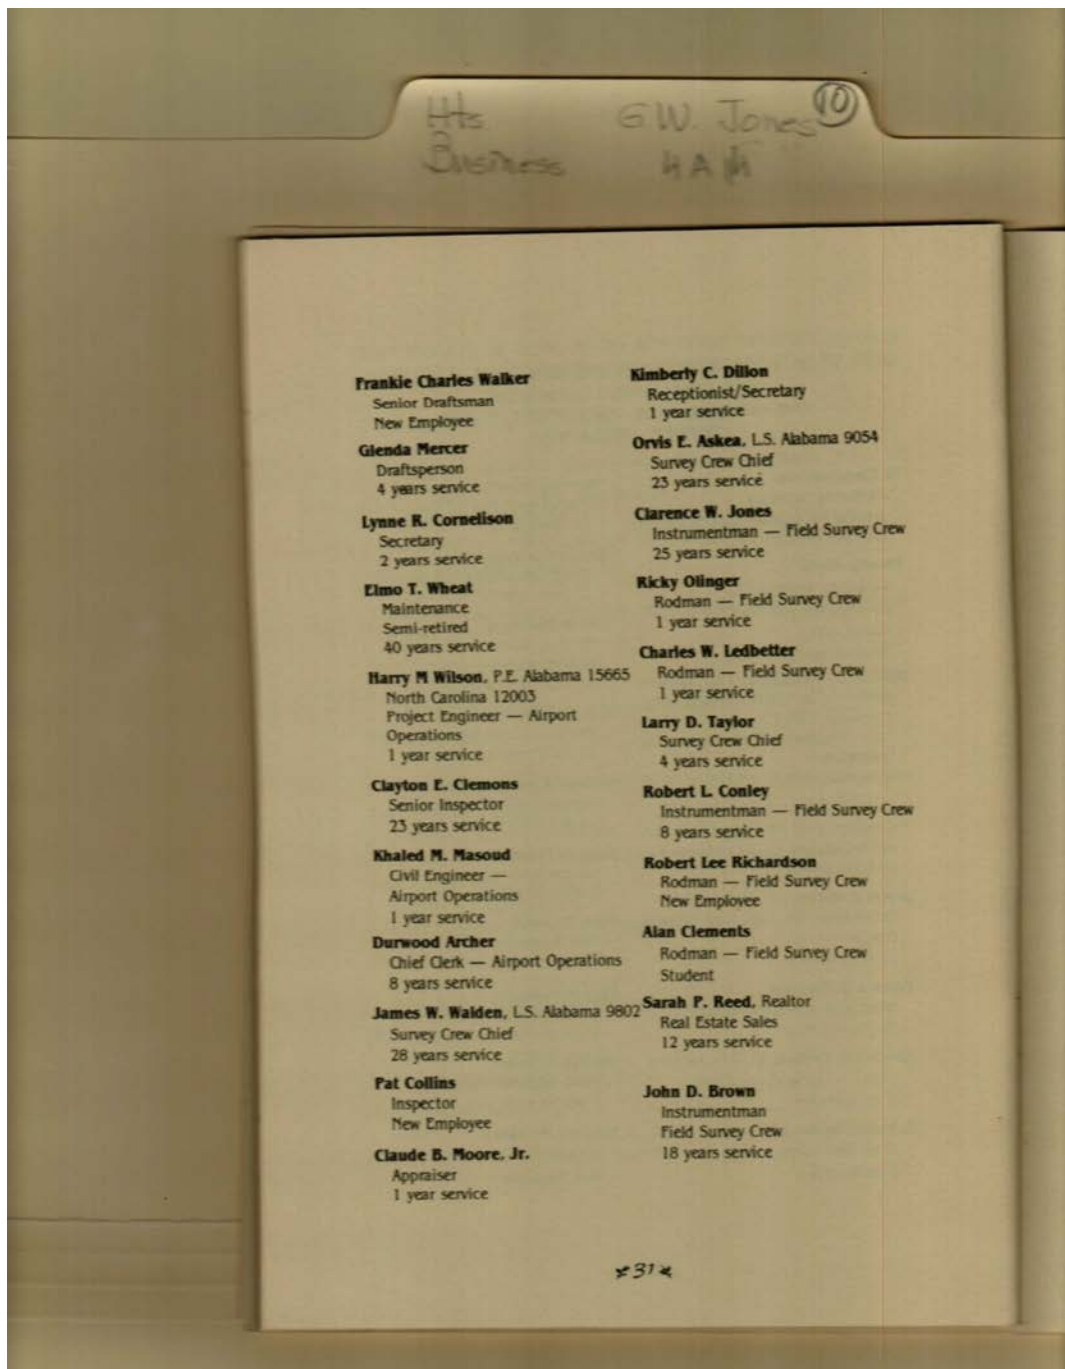 Hts. G.W. Jones 10
Business
Frankie Charles Walker
Senior Draftsman
New Employee
Glenda Mercer
Draftsperson
4 years service
Lynne R. Cornelison
Secretary
2 years service
Elmo T. Wheat
Maintenance
Semi-retired
40 years service
Harry M Wilson, P.E. Alabama 15665
North Carolina 12003
Project Engineer — Airport
Operations
1 year service
Clayton E. Clemons
Senior Inspector
23 years service
Khaled M. Masoud
Civil Engineer —
Airport Operations
1 year service
Durwood Archer
Chief Clerk — Airport Operations
8 years service
James W. Walden, L.S. Alabama 9802
Survey Crew Chief
28 years service
Pat Collins
Inspector
New Employee
Claude B. Moore, Jr.
Appraiser
1 year service
Kimberly C. Dillon
Receptionist/Secretary
1 year service
Orvis E. Askea, L.S. Alabama 9054
Survey Crew Chief
23 years service
Clarence W. Jones
Instrumentman — Field Survey Crew
25 years service
Ricky Olinger
Rodman — Field Survey Crew
1 year service
Charles W. Ledbetter
Rodman — Field Survey Crew
1 year service
Larry D. Taylor
Survey Crew Chief
4 years service
Robert L. Conley
Instrumentman — Field Survey Crew
8 years service
Robert Lee Richardson
Rodman — Field Survey Crew
New Employee
Alan Clements
Rodman — Field Survey Crew
Student
Sarah P. Reed, Realtor
Real Estate Sales
12 years service
John D. Brown
Instrumentman
Field Survey Crew
18 years service
31